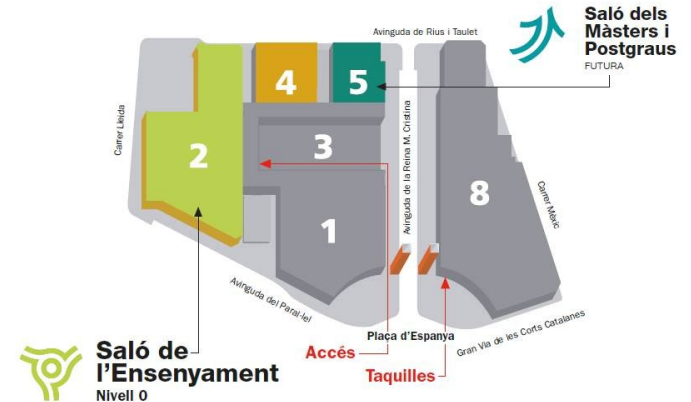 Avinguda de Rius i Taulet
Saló dels
Màsters i
Postgraus
FUTURA
Carrer Lleida
4
5
2
3
Avinguda de la Reina M. Cristina
8
Carrer Mèxic
1
Avinguda del Paral·lel
Plaça d’Espanya
Gran Via de les Corts Catalanes
Saló de
l’Ensenyament
Nivell 0
Accés
Taquilles